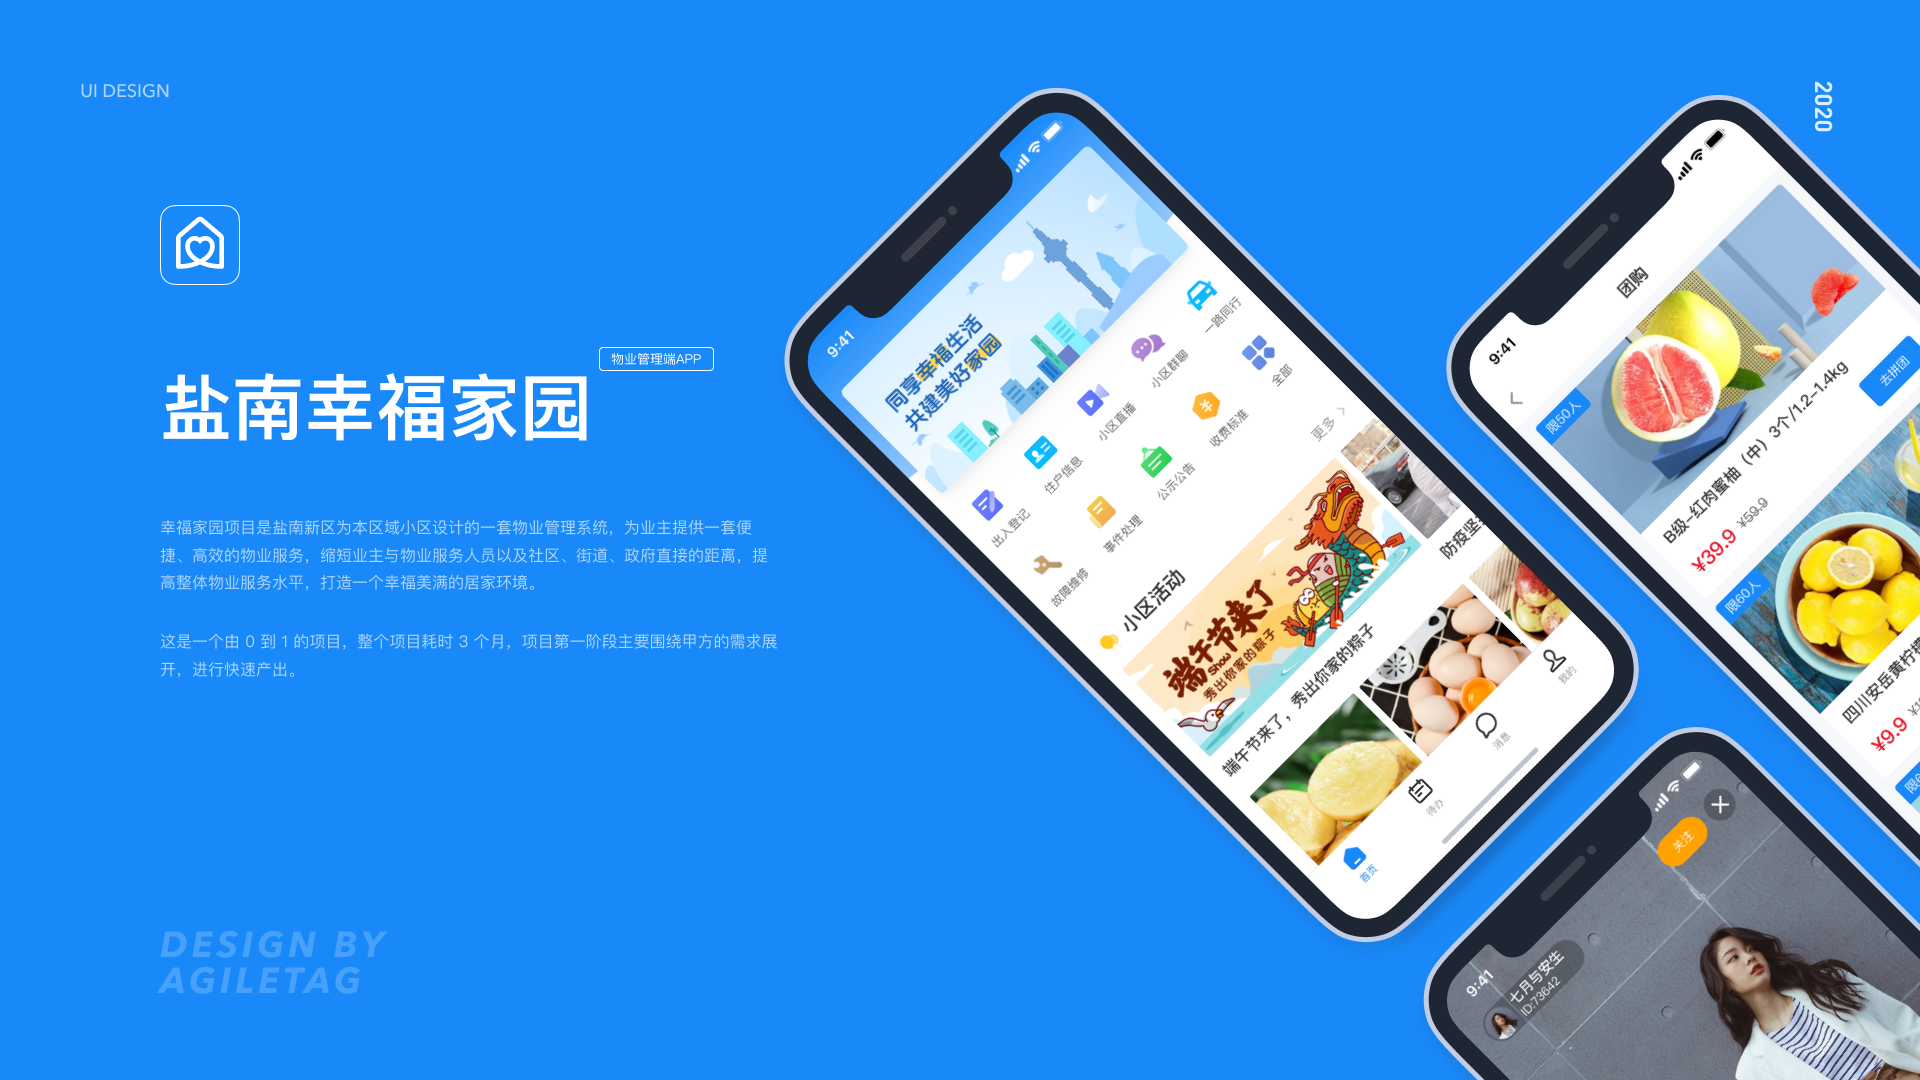 UI DESIGN
2020
物业管理端APP
盐南幸福家园
幸福家园项目是盐南新区为本区域小区设计的一套物业管理系统，为业主提供一套便
捷、高效的物业服务，缩短业主与物业服务人员以及社区、街道、政府直接的距离，提
高整体物业服务水平，打造一个幸福美满的居家环境。
这是一个由 0 到 1 的项目，整个项目耗时 3 个月，项目第一阶段主要围绕甲方的需求展
开，进行快速产出。
DESIGN BY
AGILETAG
9:41
同享幸福生活
共建美好家园
出入登记
住户信息
小区直播
小区群聊
一路同行
故障维修
事件处理
公示公告
收费标准
全部
小区活动
更多
端午节来了
Show
秀出你家的粽子
端午节来了，秀出你家的粽子
防疫坚
首页
待办
消息
我的
9:41
团购
限50人
B级-红肉蜜柚（中）3个/1.2-1.4kg
¥39.9
¥59.9
去拼团
限60人
四川安岳黄柠檬
¥9.9
9:41
七月与安生
ID:73642
关注